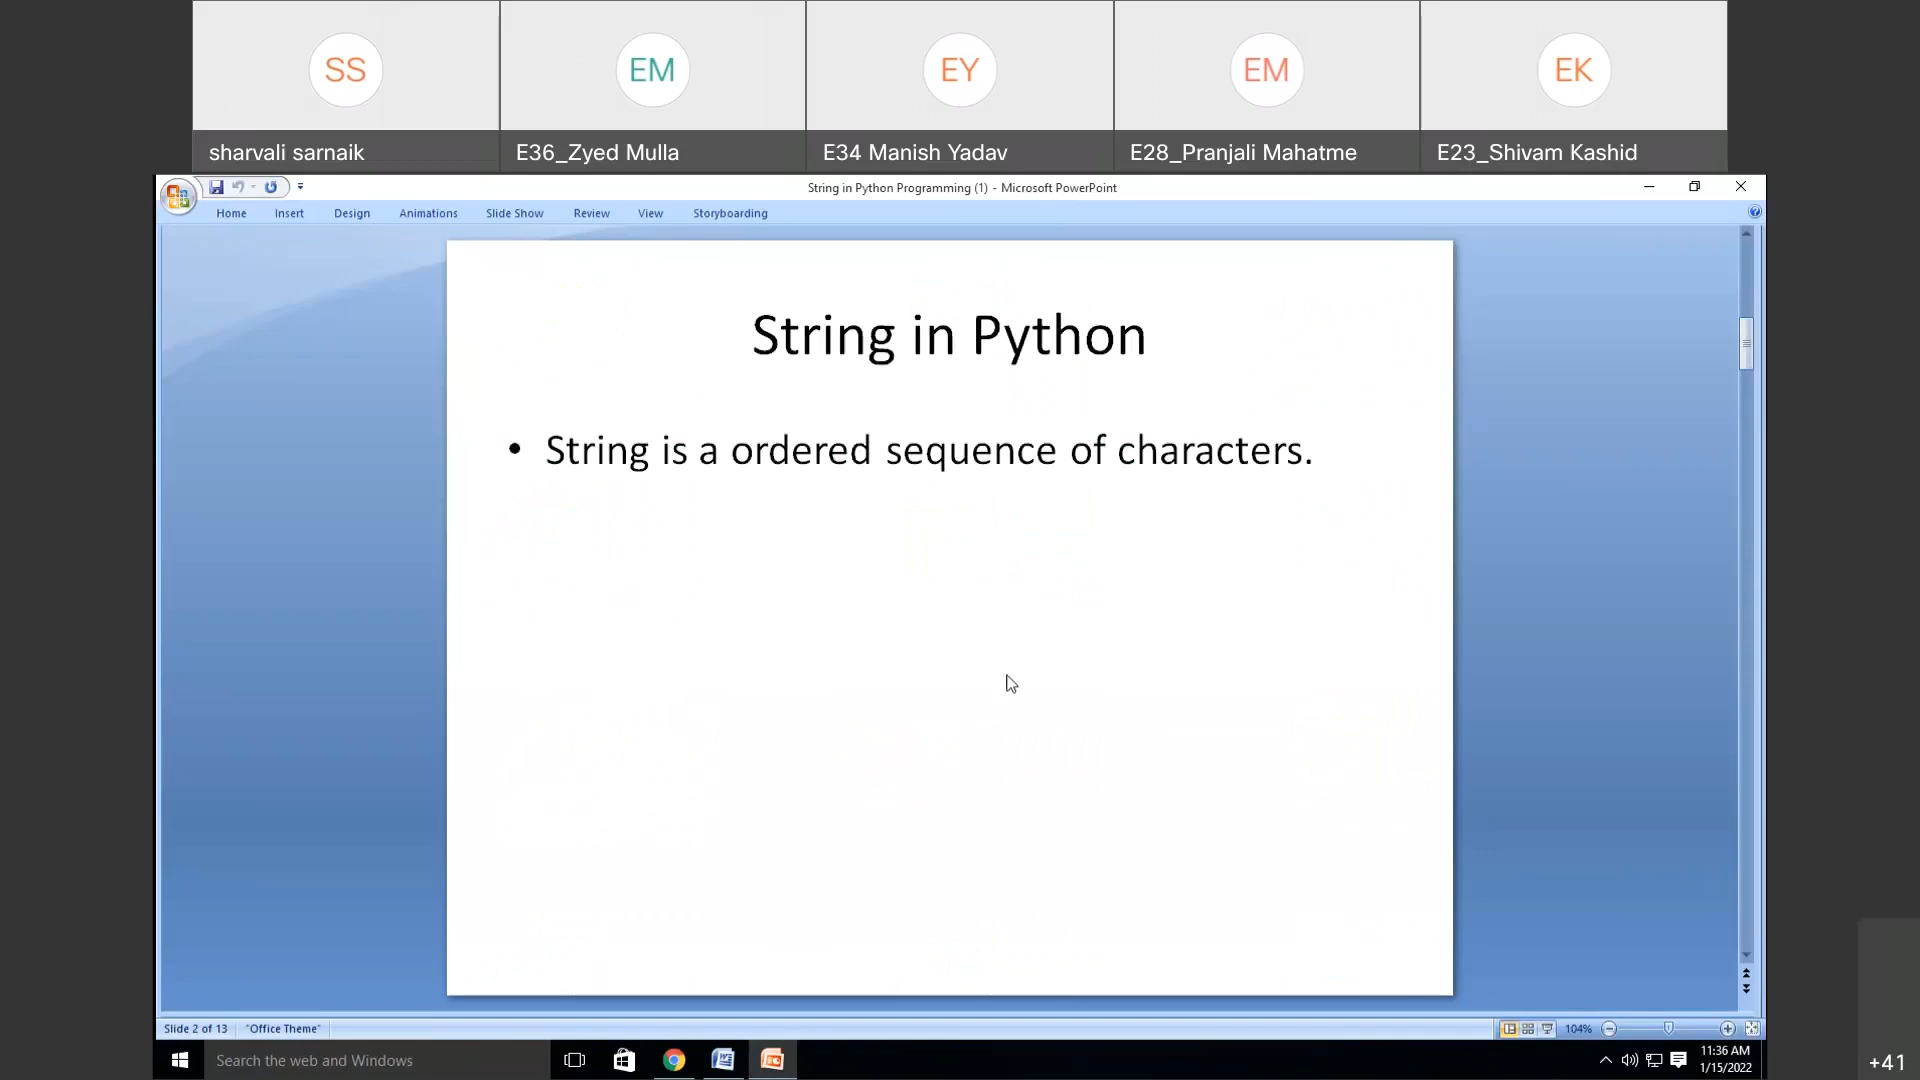 SS
EM
EY
EM
EK
sharvali sarnaik
E36_Zyed Mulla
E34 Manish Yadav
E28_Pranjali Mahatme
E23_Shivam Kashid
String in Python Programming (1) - Microsoft PowerPoint
Home Insert Design Animations Slide Show Review View Storyboarding
String in Python
• String is a ordered sequence of characters.
Slide 2 of 13 "Office Theme" 104%
Search the web and Windows
11:36 AM
1/15/2022
+41